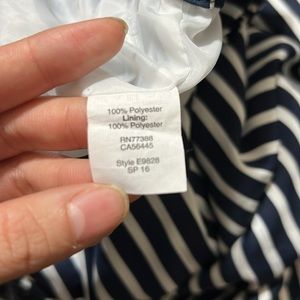 100% Polyester
Lining:
100% Polyester
RN77388
CA56445
Style E9828
SP 16